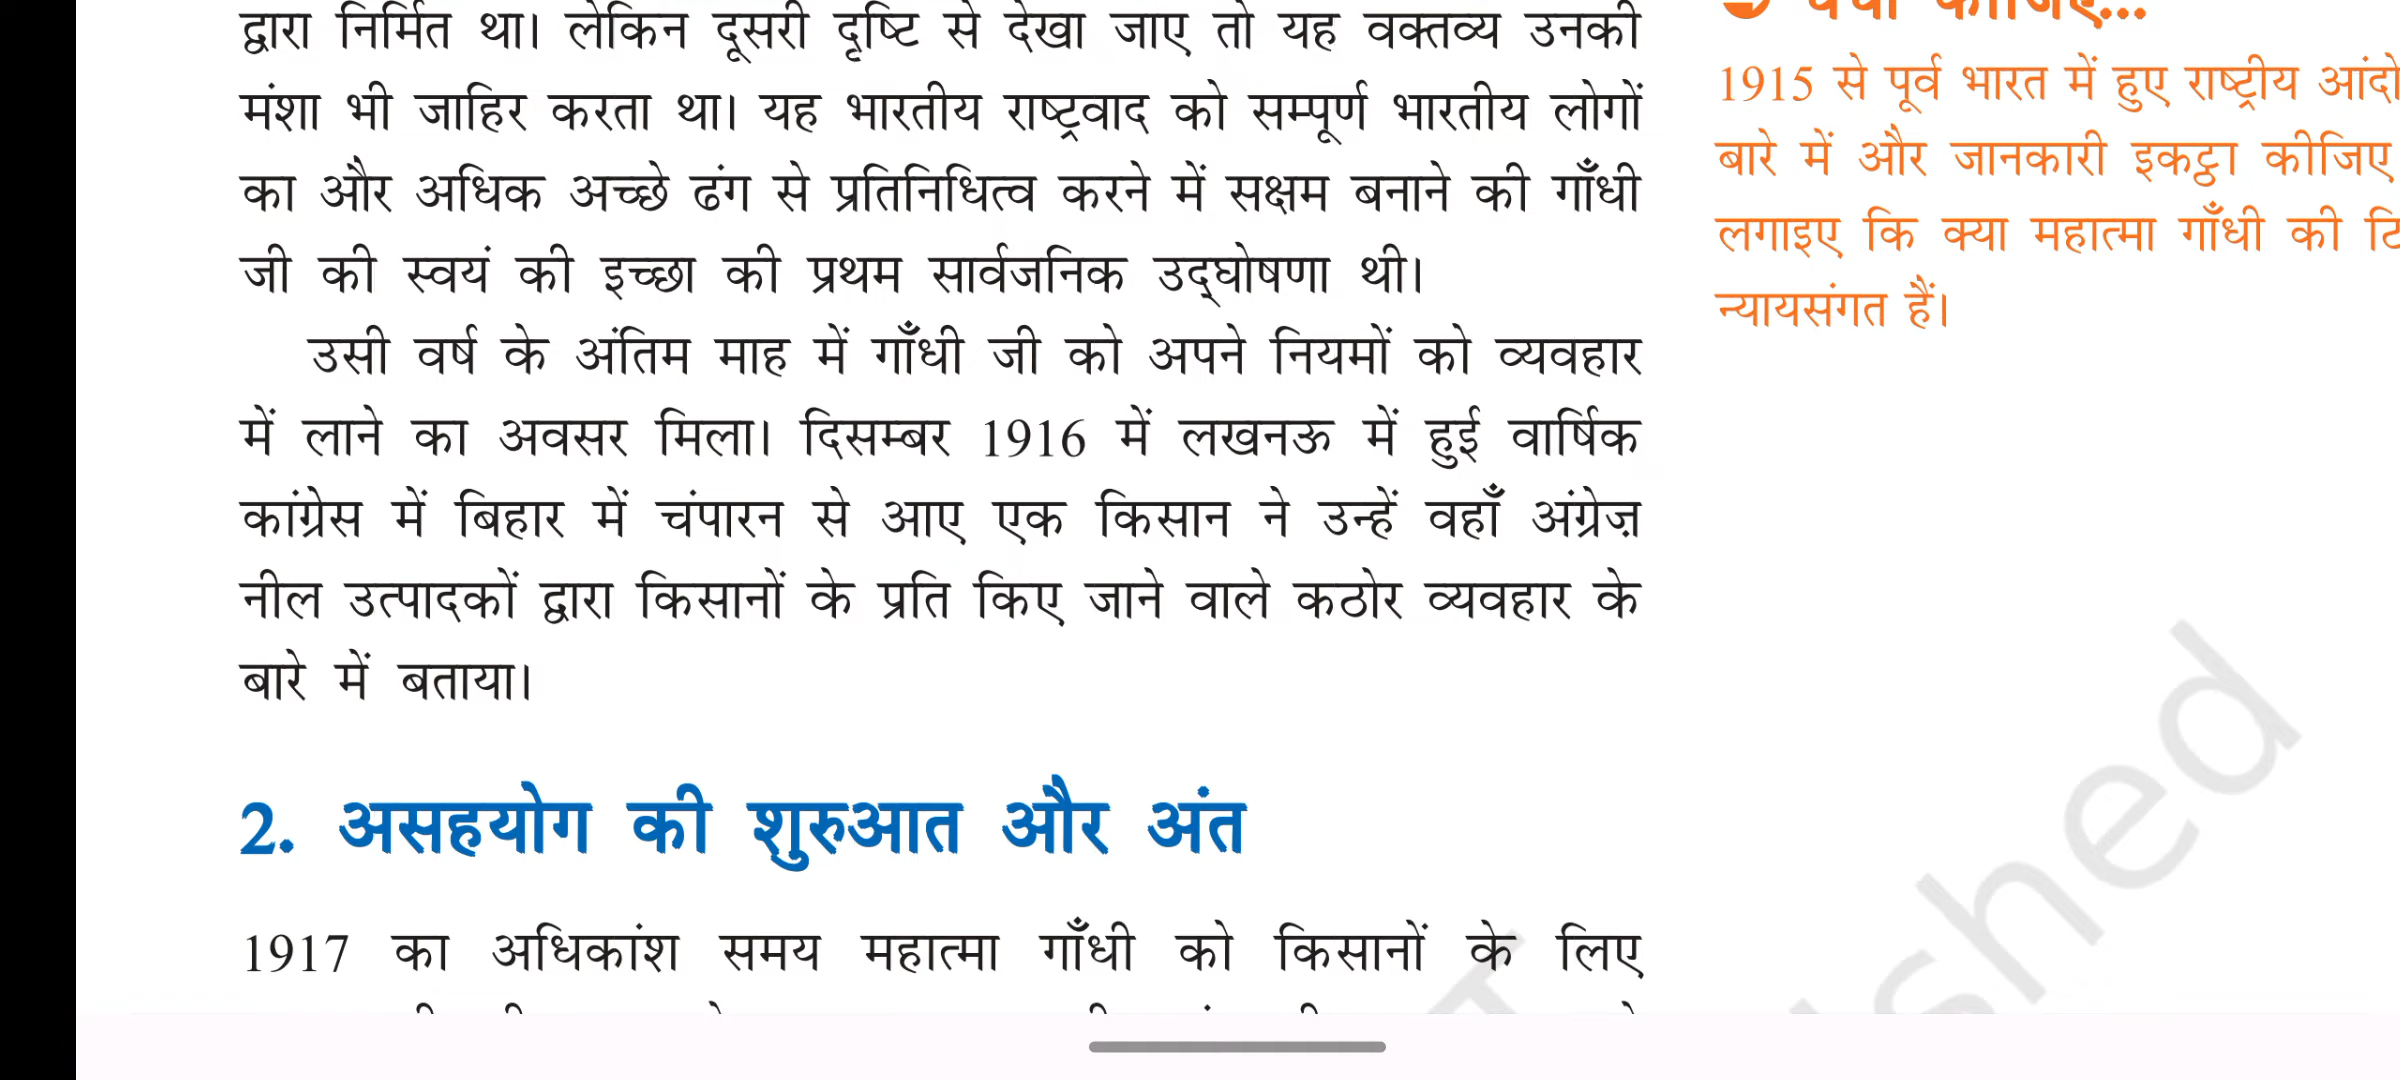 द्वारा निर्मित था। लेकिन दूसरी दृष्टि से देखा जाए तो यह वक्तव्य उनकी
मंशा भी जाहिर करता था। यह भारतीय राष्ट्रवाद को सम्पूर्ण भारतीय लोगों
का और अधिक अच्छे ढंग से प्रतिनिधित्व करने में सक्षम बनाने की गाँधी
जी की स्वयं की इच्छा की प्रथम सार्वजनिक उद्घोषणा थी।
उसी वर्ष के अंतिम माह में गाँधी जी को अपने नियमों को व्यवहार
में लाने का अवसर मिला। दिसम्बर 1916 में लखनऊ में हुई वार्षिक
कांग्रेस में बिहार में चंपारन से आए एक किसान ने उन्हें वहाँ अंग्रेज़
नील उत्पादकों द्वारा किसानों के प्रति किए जाने वाले कठोर व्यवहार के
बारे में बताया।
2. असहयोग की शुरुआत और अंत
1917 का अधिकांश समय महात्मा गाँधी को किसानों के लिए
1915 से पूर्व भारत में हुए राष्ट्रीय
बारे में और जानकारी इकट्ठा कीजिए
लगाइए कि क्या महात्मा गाँधी की
न्यायसंगत हैं।
shed